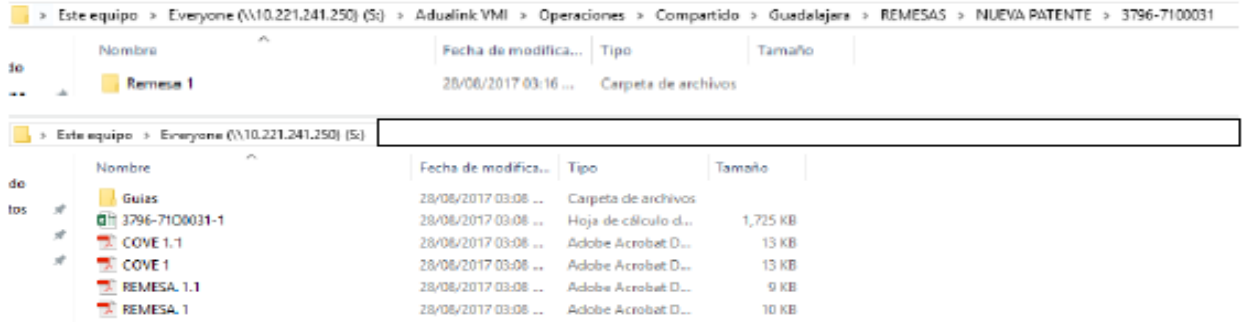 > Este equipo > Everyone (\\10.221.241.250) (S:) > Adualink VMI > Operaciones > Compartido > Guadalajara > REMESAS > NUEVA PATENTE > 3796-7100031
Nombre Fecha de modifica... Tipo Tamaño
do
Remesa 1 28/08/2017 03:16 ... Carpeta de archivos
> Este equipo > Everyone (\\10.221.241.250) (S:)
Nombre Fecha de modifica... Tipo Tamaño
do
Guias 28/08/2017 03:08 ... Carpeta de archivos
tos
3796-7100031-1 28/08/2017 03:08 ... Hoja de cálculo d... 1,725 KB
COVE 1.1 28/08/2017 03:08 ... Adobe Acrobat D... 13 KB
COVE 1 28/08/2017 03:08 ... Adobe Acrobat D... 13 KB
REMESA. 1.1 28/08/2017 03:08 ... Adobe Acrobat D... 9 KB
REMESA. 1 28/08/2017 03:08 ... Adobe Acrobat D... 10 KB